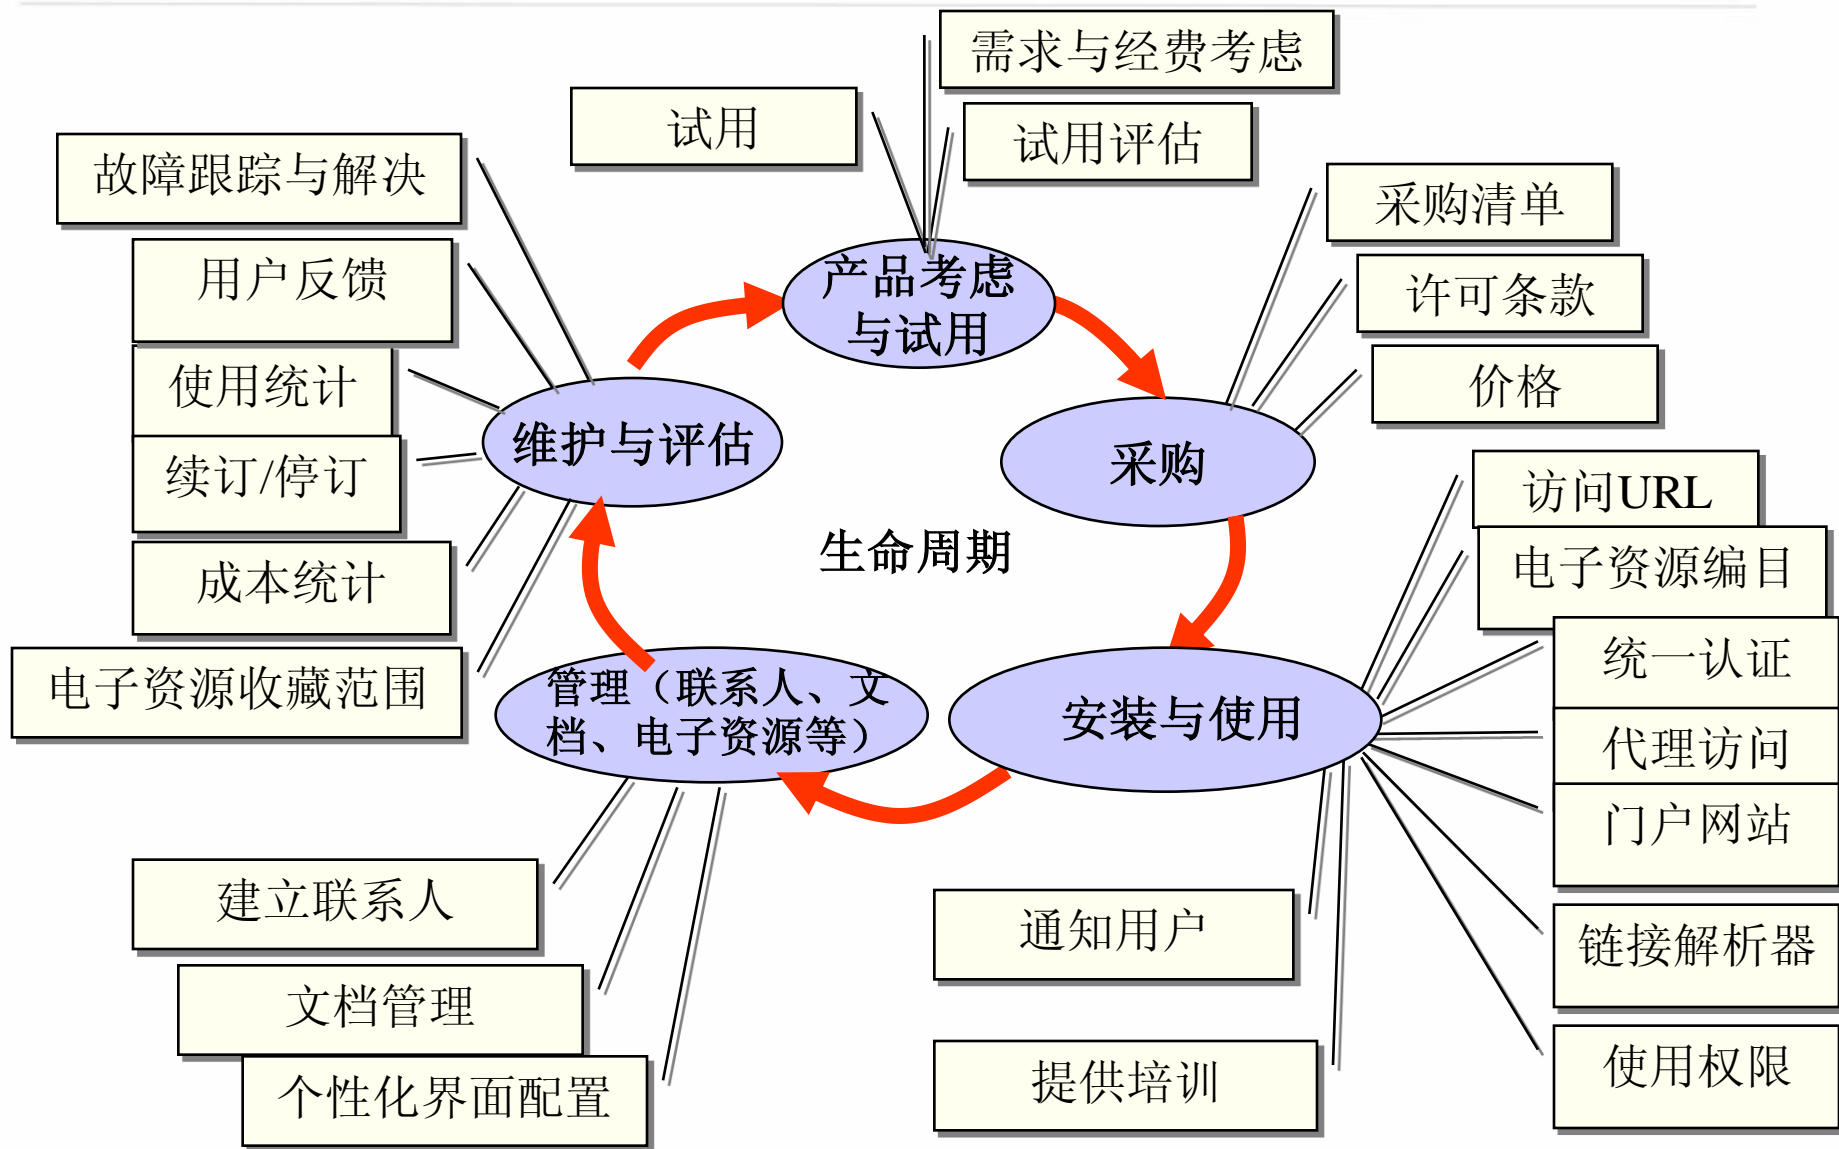 需求与经费考虑
试用
试用评估
故障跟踪与解决
采购清单
用户反馈
产品考虑
与试用
许可条款
使用统计
价格
维护与评估
采购
续订/停订
访问URL
生命周期
电子资源编目
成本统计
统一认证
电子资源收藏范围
管理（联系人、文
档、电子资源等）
安装与使用
代理访问
门户网站
建立联系人
通知用户
链接解析器
文档管理
使用权限
提供培训
个性化界面配置